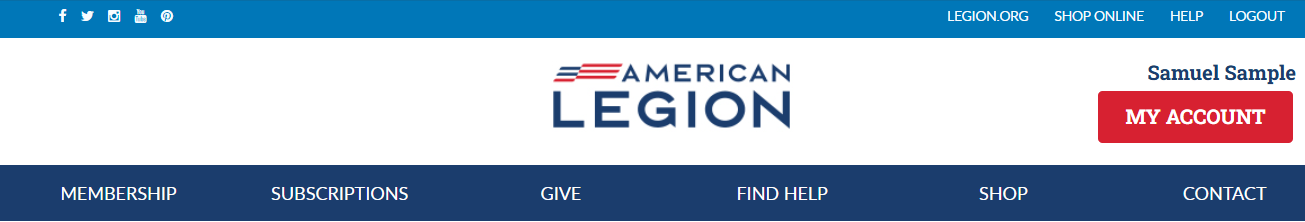 LEGION.ORG SHOP ONLINE HELP LOGOUT
AMERICAN
LEGION
Samuel Sample
MY ACCOUNT
MEMBERSHIP SUBSCRIPTIONS GIVE FIND HELP SHOP CONTACT